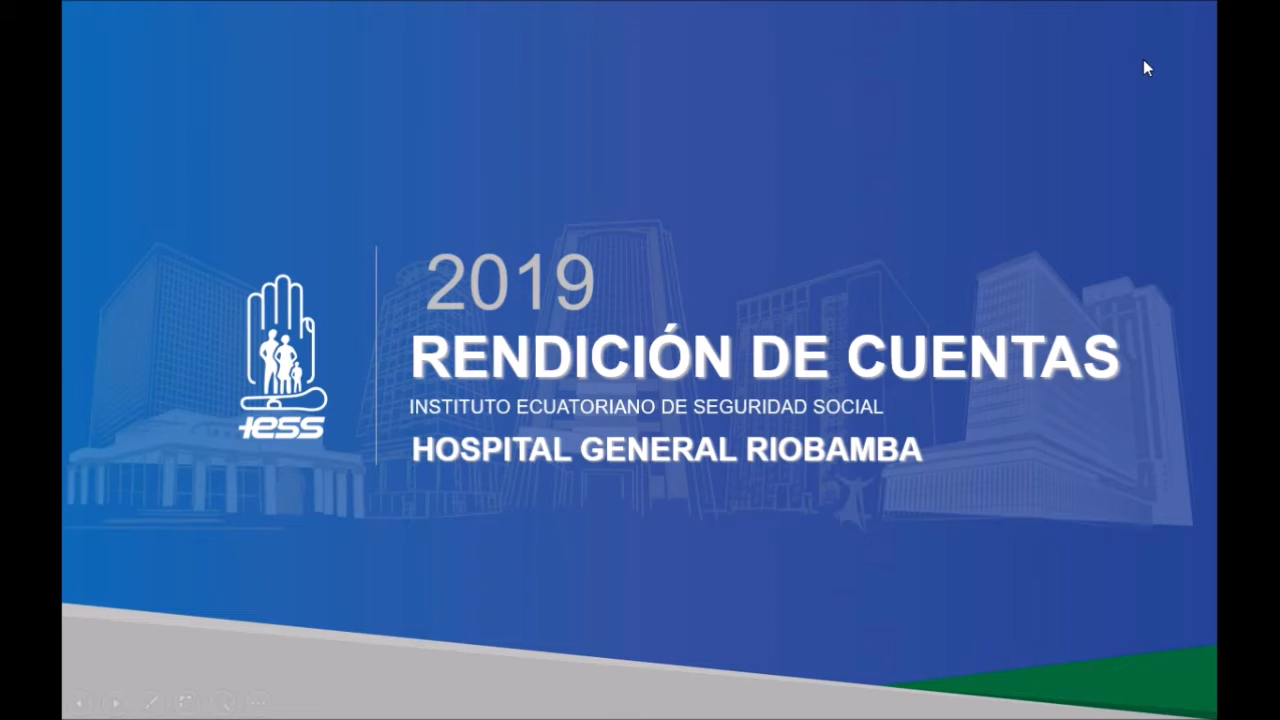 2019
RENDICIÓN DE CUENTAS
INSTITUTO ECUATORIANO DE SEGURIDAD SOCIAL
HOSPITAL GENERAL RIOBAMBA
iess